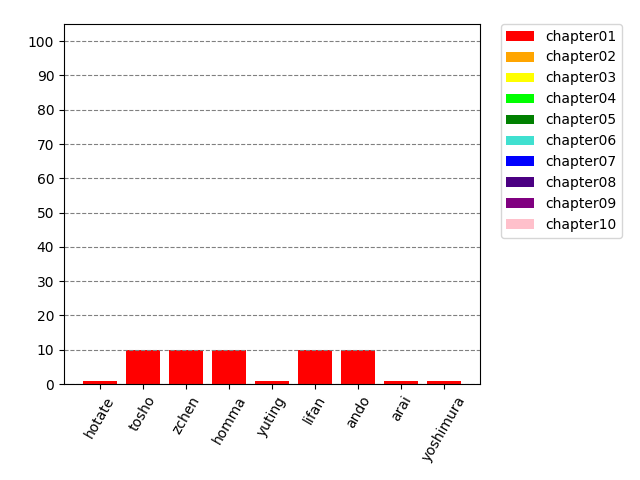 100
90
80
70
60
50
40
30
20
10
0
hotate
tosho
zchen
homma
yuting
lifan
ando
arai
yoshimura
chapter01
chapter02
chapter03
chapter04
chapter05
chapter06
chapter07
chapter08
chapter09
chapter10